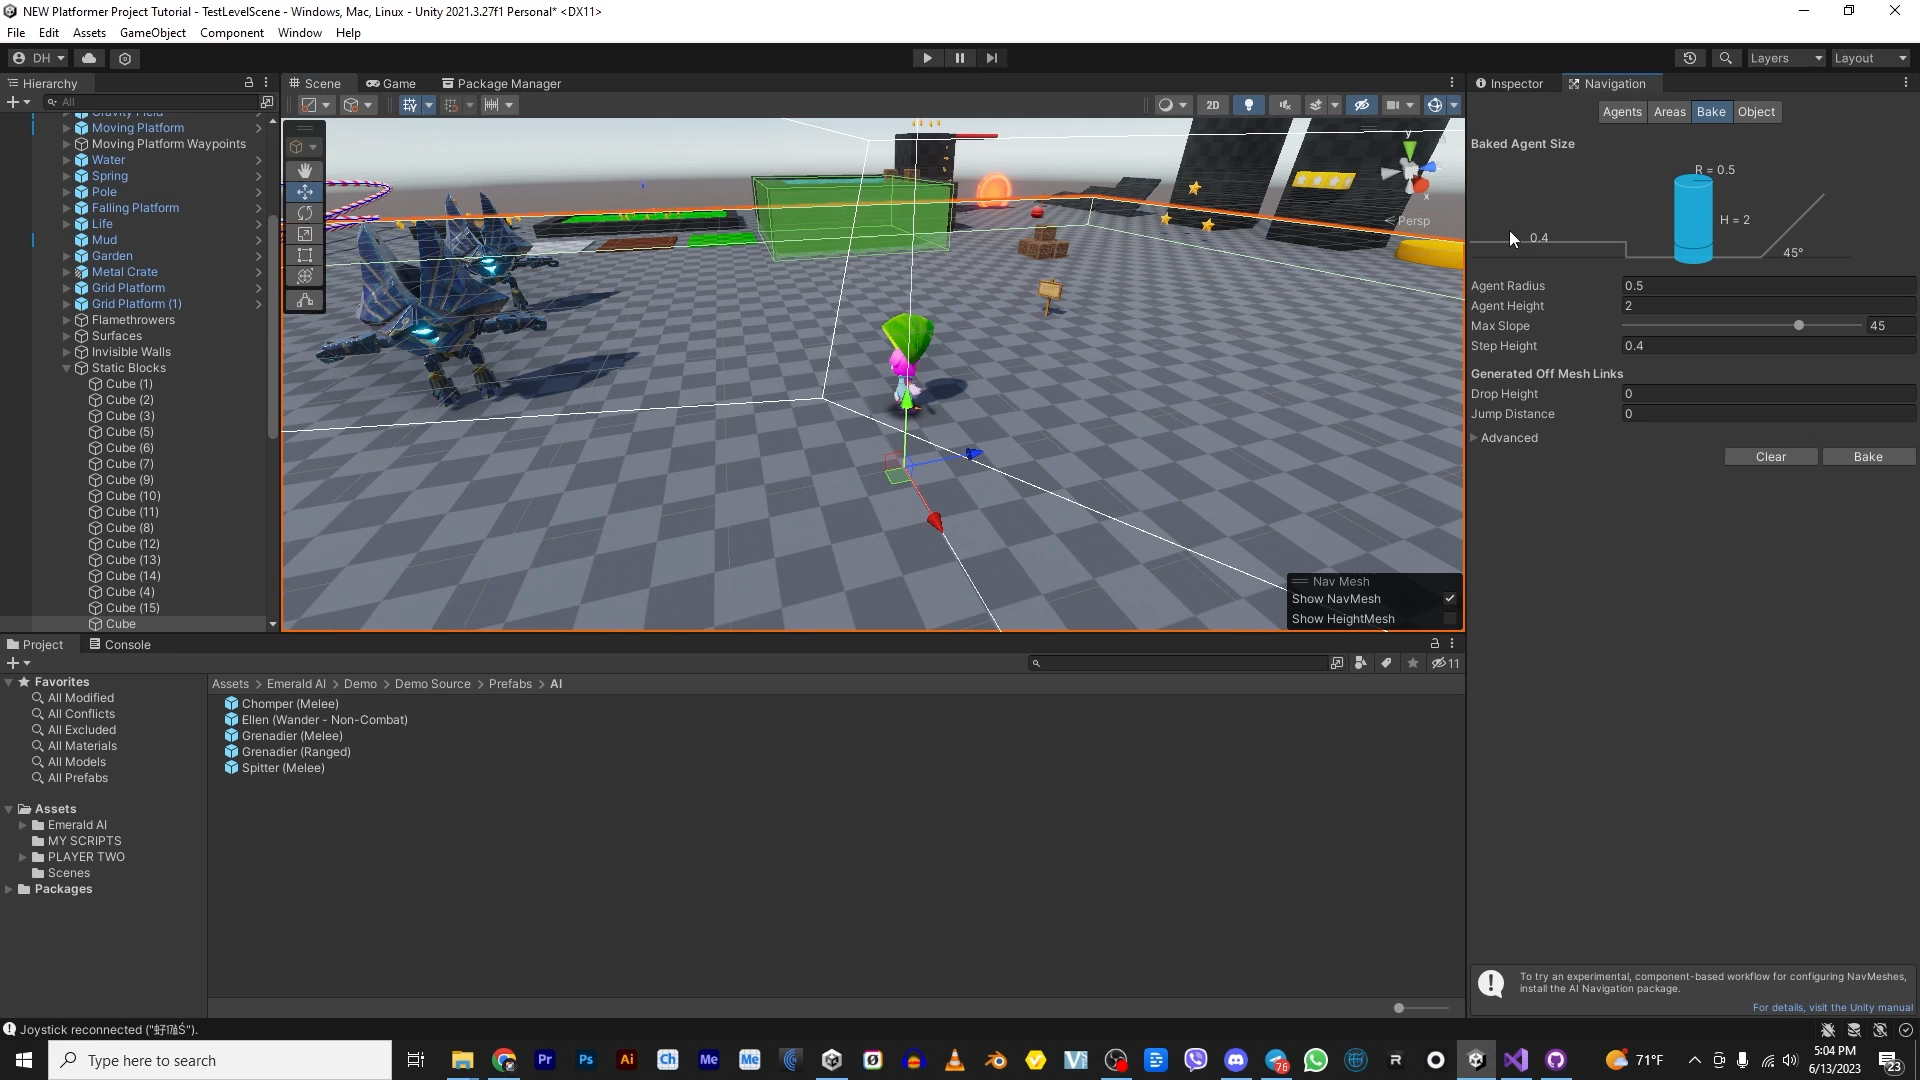 NEW Platformer Project Tutorial - TestLevelScene - Windows, Mac, Linux - Unity 2021.3.27f1 Personal* <DX11>
File Edit Assets GameObject Component Window Help
DH Layers Layout
Hierarchy
All
Gravity Field
Moving Platform
Moving Platform Waypoints
Water
Spring
Pole
Falling Platform
Life
Mud
Garden
Metal Crate
Grid Platform
Grid Platform (1)
Flamethrowers
Surfaces
Invisible Walls
Static Blocks
Cube (1)
Cube (2)
Cube (3)
Cube (5)
Cube (6)
Cube (7)
Cube (9)
Cube (10)
Cube (11)
Cube (8)
Cube (12)
Cube (13)
Cube (14)
Cube (4)
Cube (15)
Cube
Scene Game Package Manager
2D
y
x
Persp
Nav Mesh
Show NavMesh
Show HeightMesh
Inspector Navigation
Agents Areas Bake Object
Baked Agent Size
R = 0.5
H = 2
0.4
45°
Agent Radius 0.5
Agent Height 2
Max Slope 45
Step Height 0.4
Generated Off Mesh Links
Drop Height 0
Jump Distance 0
Advanced
Clear Bake
To try an experimental, component-based workflow for configuring NavMeshes,
install the AI Navigation package.
For details, visit the Unity manual
Project Console
11
Favorites
All Modified
All Conflicts
All Excluded
All Materials
All Models
All Prefabs
Assets
Emerald AI
MY SCRIPTS
PLAYER TWO
Scenes
Packages
Assets > Emerald AI > Demo > Demo Source > Prefabs > AI
Chomper (Melee)
Ellen (Wander - Non-Combat)
Grenadier (Melee)
Grenadier (Ranged)
Spitter (Melee)
Type here to search
Pr Ps Ai Ch Me Me
76
R
71°F
5:04 PM
6/13/2023
23